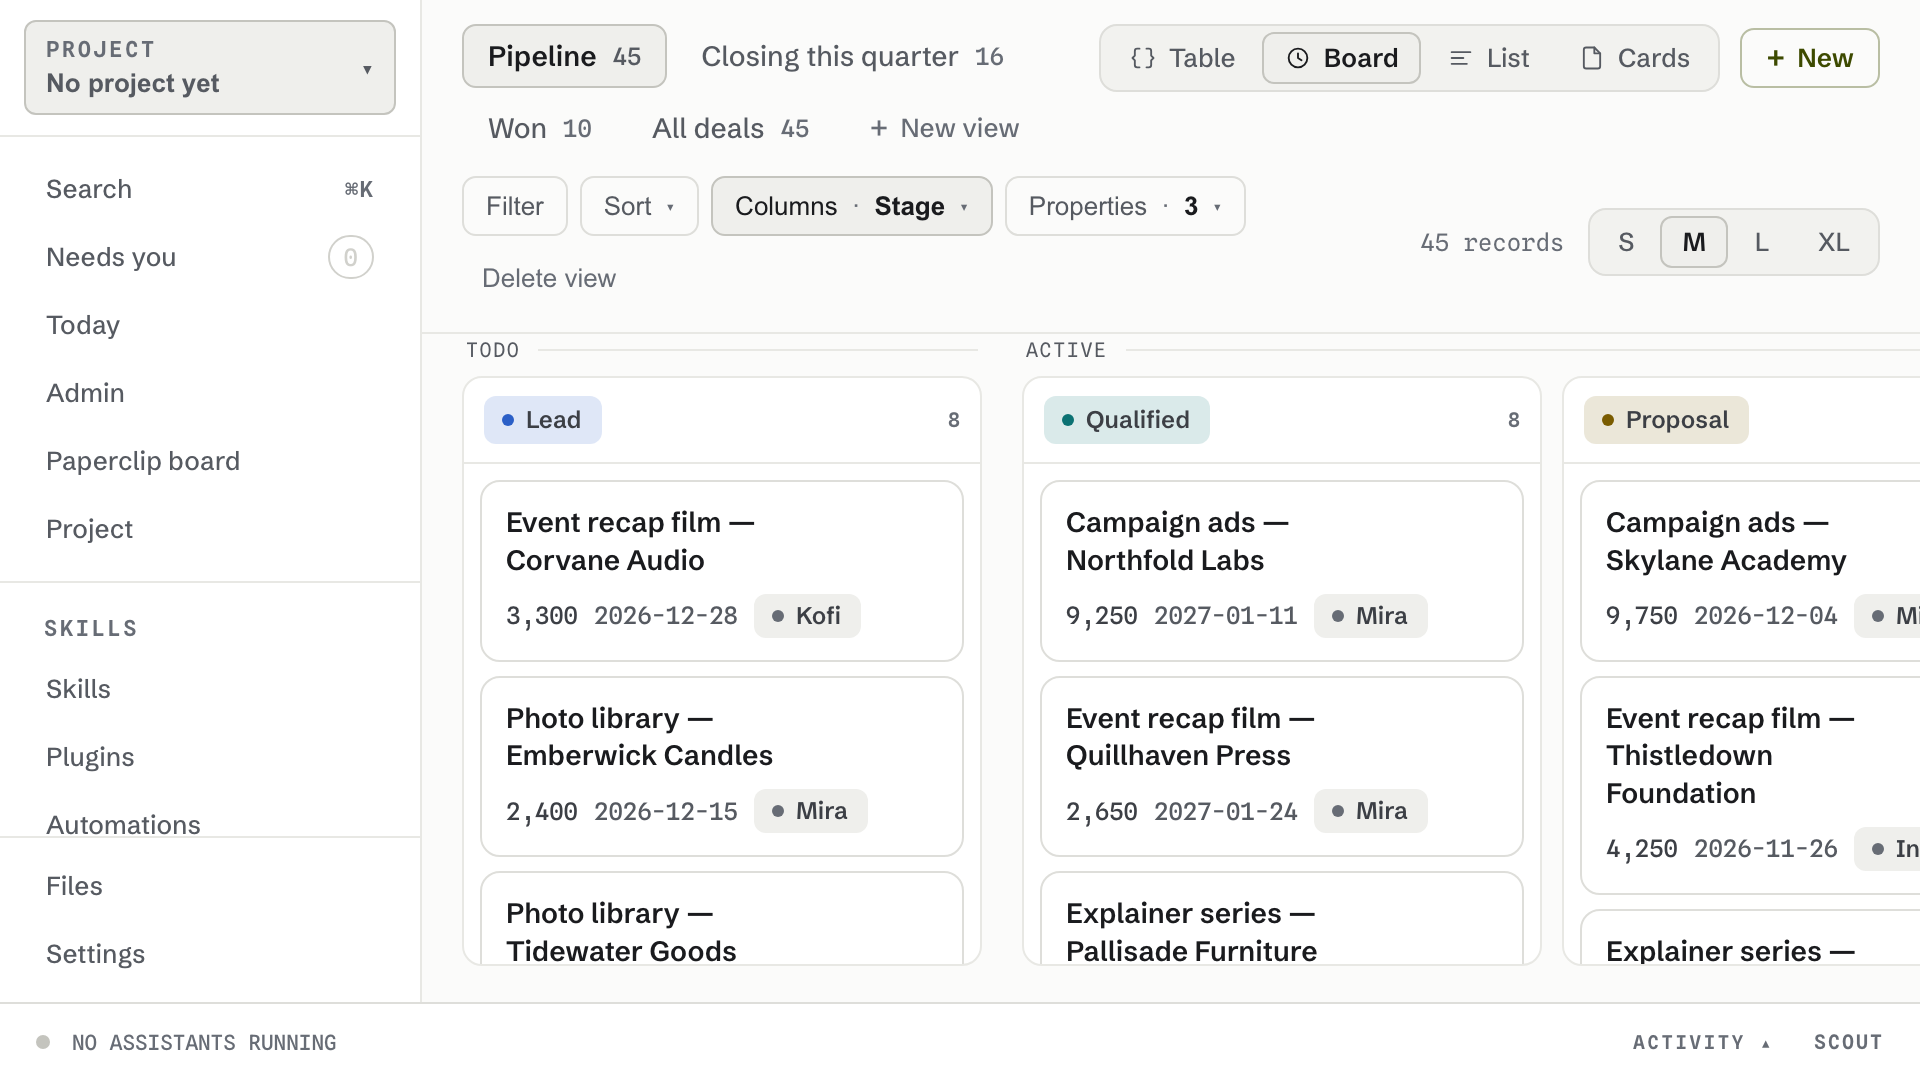 PROJECT
No project yet
▼
Search ⌘K
Needs you 0
Today
Admin
Paperclip board
Project
SKILLS
Skills
Plugins
Automations
Files
Settings
Pipeline 45 Closing this quarter 16
Won 10 All deals 45 + New view
{} Table Board List Cards
+ New
Filter Sort ▾ Columns · Stage ▾ Properties · 3 ▾
Delete view
45 records S M L XL
TODO
Lead 8
Event recap film —
Corvane Audio
3,300 2026-12-28 Kofi
Photo library —
Emberwick Candles
2,400 2026-12-15 Mira
Photo library —
Tidewater Goods
ACTIVE
Qualified 8
Campaign ads —
Northfold Labs
9,250 2027-01-11 Mira
Event recap film —
Quillhaven Press
2,650 2027-01-24 Mira
Explainer series —
Pallisade Furniture
Proposal
Campaign ads —
Skylane Academy
9,750 2026-12-04
Event recap film —
Thistledown
Foundation
4,250 2026-11-26
Explainer series —
NO ASSISTANTS RUNNING
ACTIVITY ▴ SCOUT